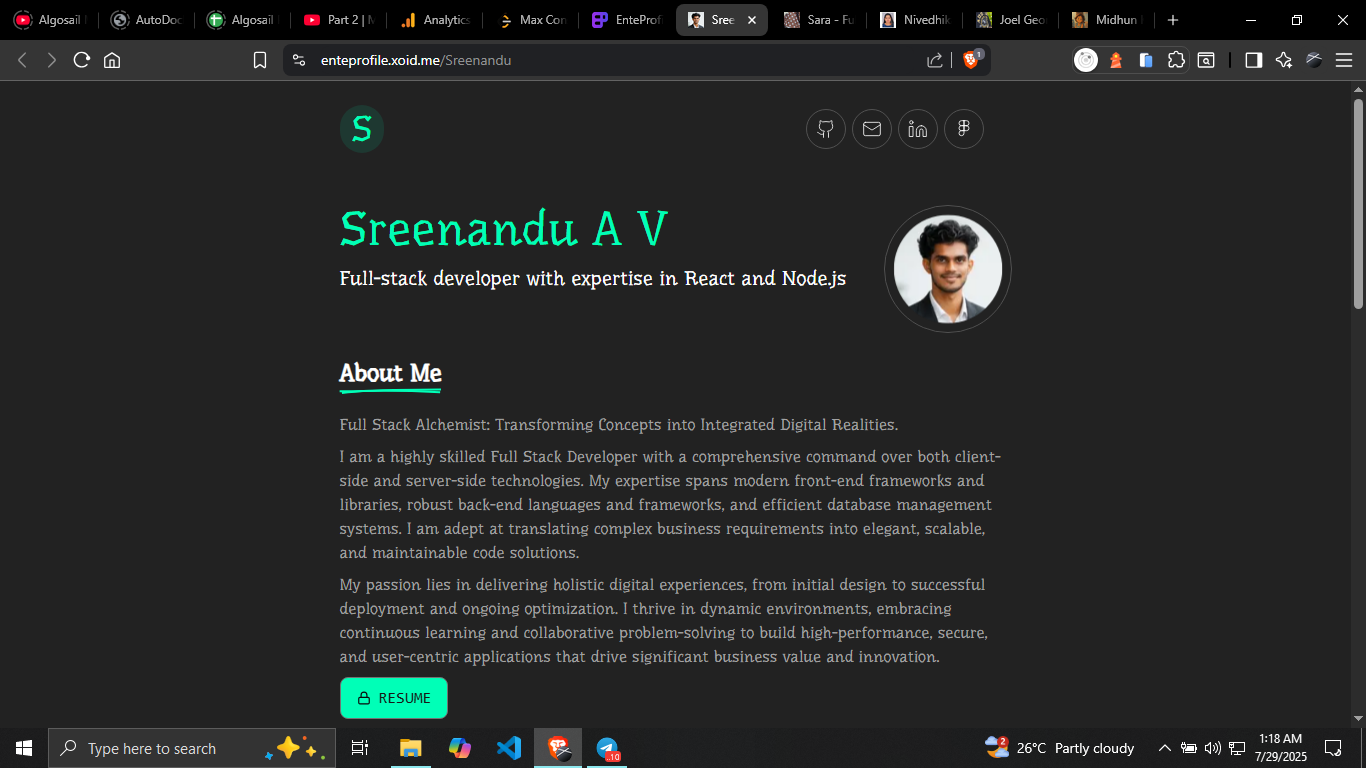 Algosail
AutoDoc
Algosail
Part 2 | M
Analytics
Max Con
EnteProfi
Sree
Sara - Fu
Nivedhik
Joel Geo
Midhun
enteprofile.xoid.me/Sreenandu
1
S
Sreenandu A V
Full-stack developer with expertise in React and Node.js
About Me
Full Stack Alchemist: Transforming Concepts into Integrated Digital Realities.
I am a highly skilled Full Stack Developer with a comprehensive command over both client-
side and server-side technologies. My expertise spans modern front-end frameworks and
libraries, robust back-end languages and frameworks, and efficient database management
systems. I am adept at translating complex business requirements into elegant, scalable,
and maintainable code solutions.
My passion lies in delivering holistic digital experiences, from initial design to successful
deployment and ongoing optimization. I thrive in dynamic environments, embracing
continuous learning and collaborative problem-solving to build high-performance, secure,
and user-centric applications that drive significant business value and innovation.
RESUME
Type here to search
..10
2
26°C Partly cloudy
1:18 AM
7/29/2025